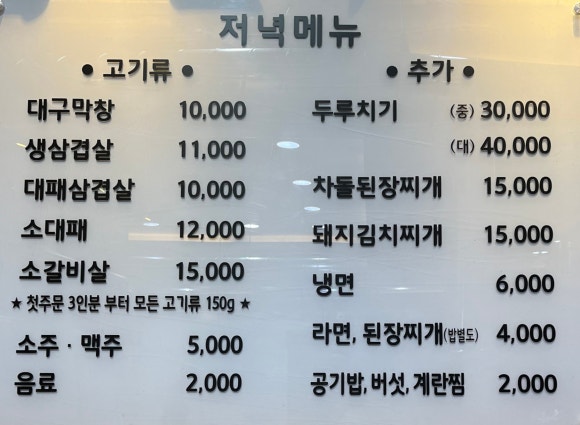 저녁메뉴
• 고기류 •
대구막창 10,000
생삼겹살 11,000
대패삼겹살 10,000
소대패 12,000
소갈비살 15,000
★ 첫주문 3인분 부터 모든 고기류 150g ★
소주 · 맥주 5,000
음료 2,000
• 추가 •
두루치기 (중) 30,000
(대) 40,000
차돌된장찌개 15,000
돼지김치찌개 15,000
냉면 6,000
라면, 된장찌개(밥별도) 4,000
공기밥, 버섯, 계란찜 2,000